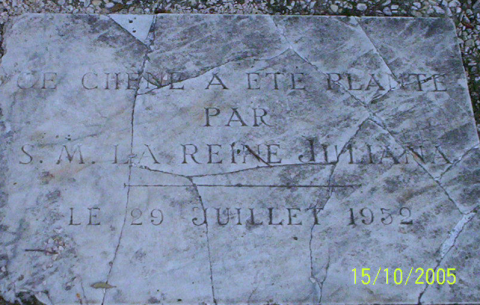 CE CHENE A ETE PLANTE
PAR
S. M. LA REINE JULIANA
LE 29 JUILLET 1952
15/10/2005